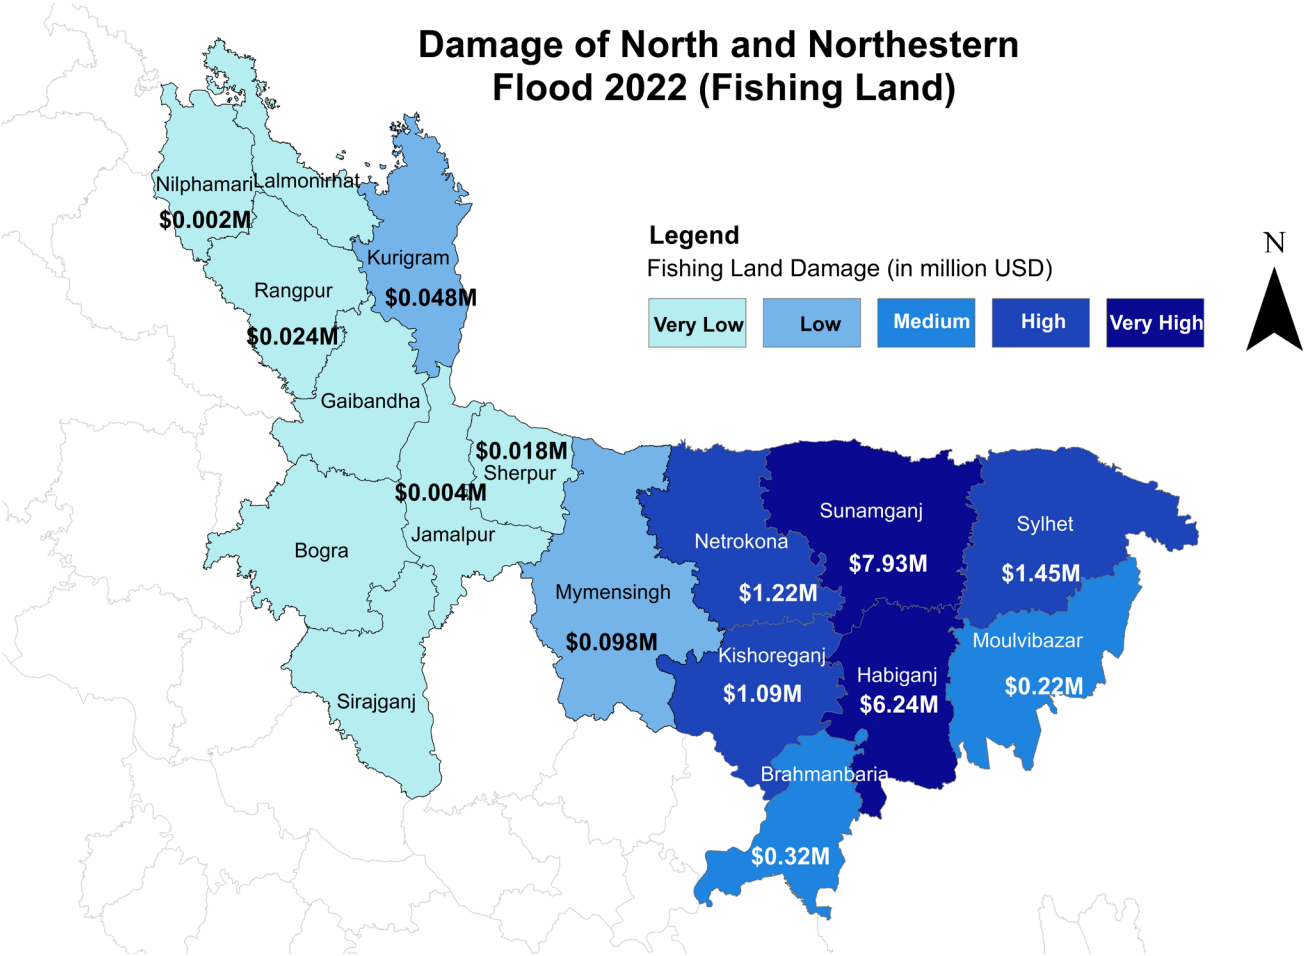 Damage of North and Northestern
Flood 2022 (Fishing Land)
Nilphamari
$0.002M
Lalmonirhat
Kurigram
$0.048M
Rangpur
$0.024M
Gaibandha
Legend
Fishing Land Damage (in million USD)
Very Low
Low
Medium
High
Very High
N
$0.018M
Sherpur
$0.004M
Jamalpur
Bogra
Sirajganj
Mymensingh
$0.098M
Netrokona
$1.22M
Sunamganj
$7.93M
Sylhet
$1.45M
Kishoreganj
$1.09M
Habiganj
$6.24M
Moulvibazar
$0.22M
Brahmanbaria
$0.32M